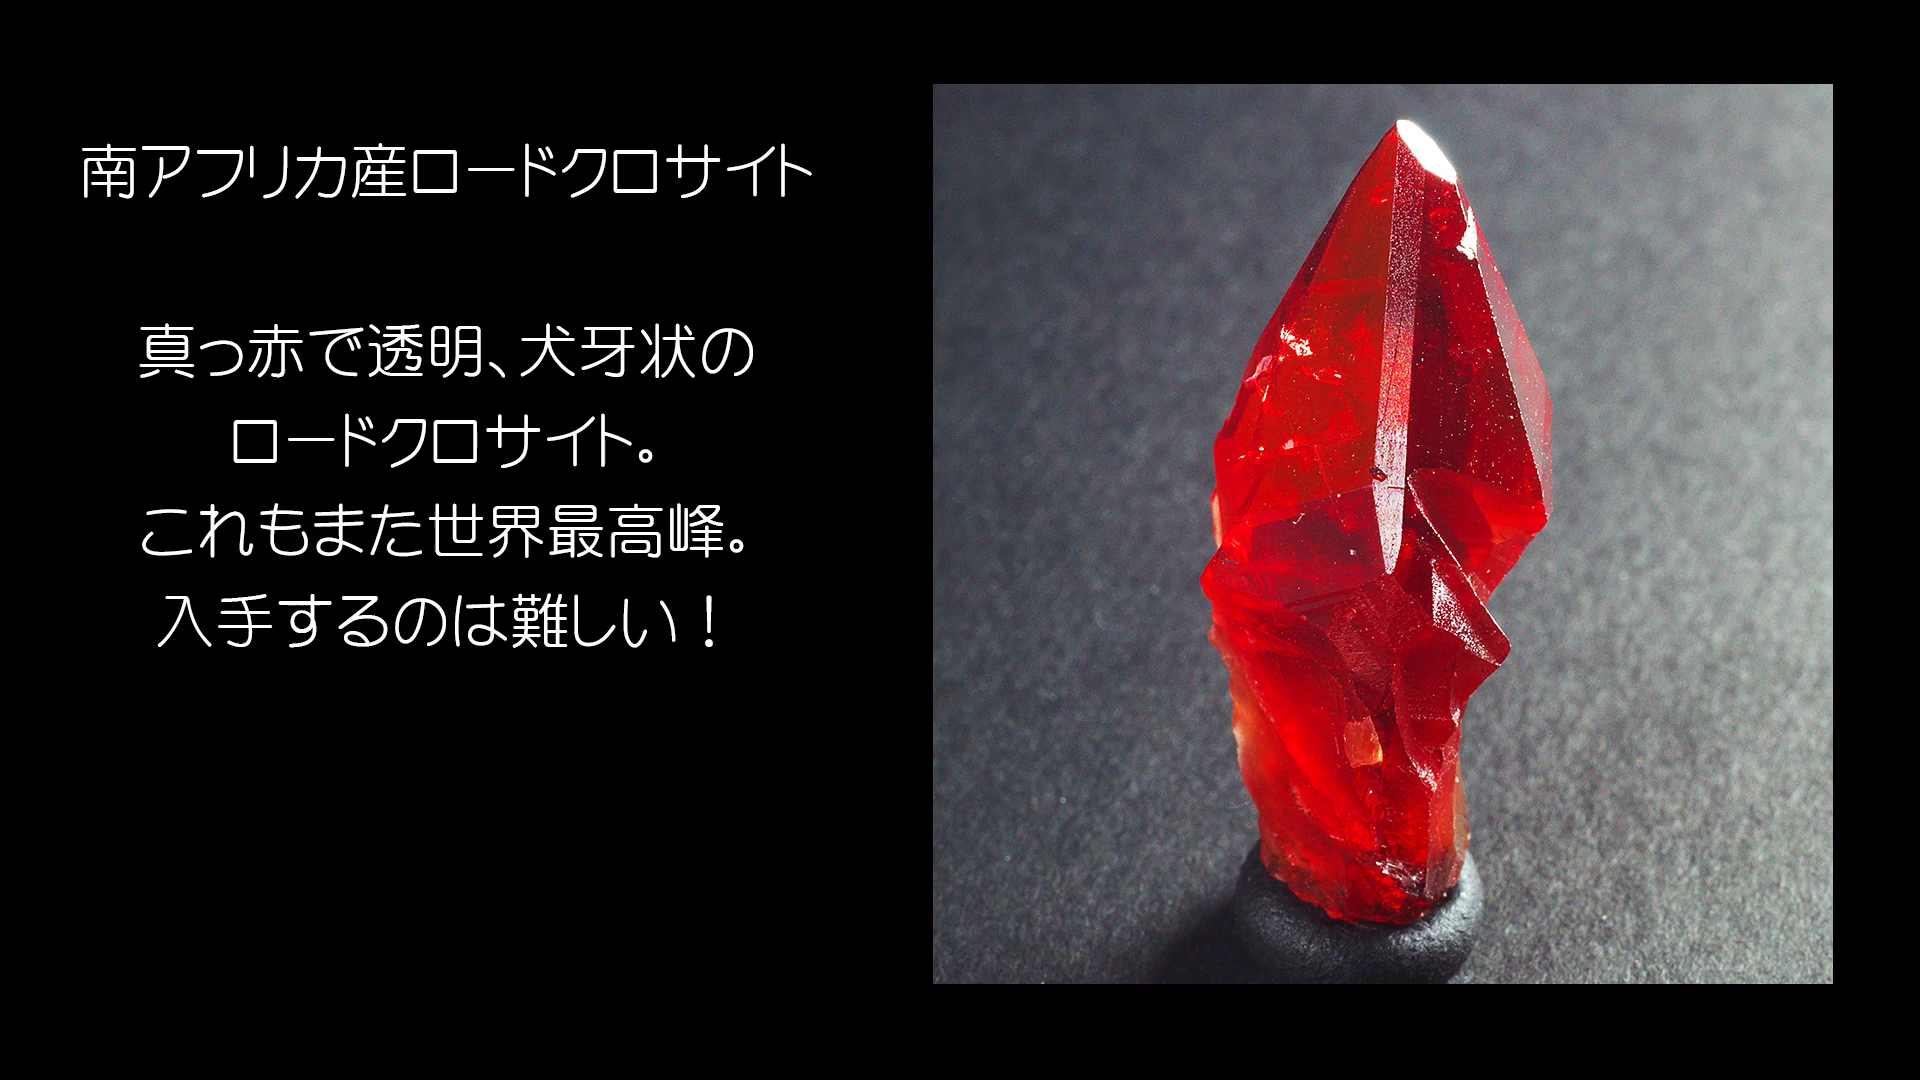 南アフリカ産ロードクロサイト
真っ赤で透明、犬牙状の
ロードクロサイト。
これもまた世界最高峰。
入手するのは難しい！